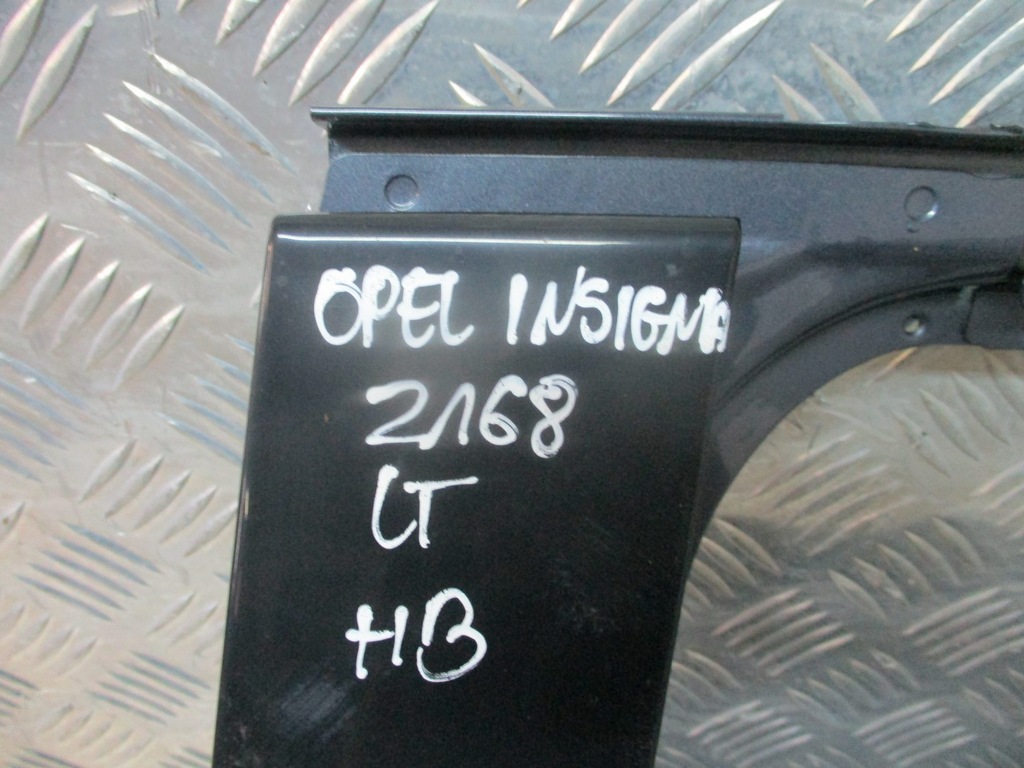 OPEL INSIGNIA
2168
LT
HB